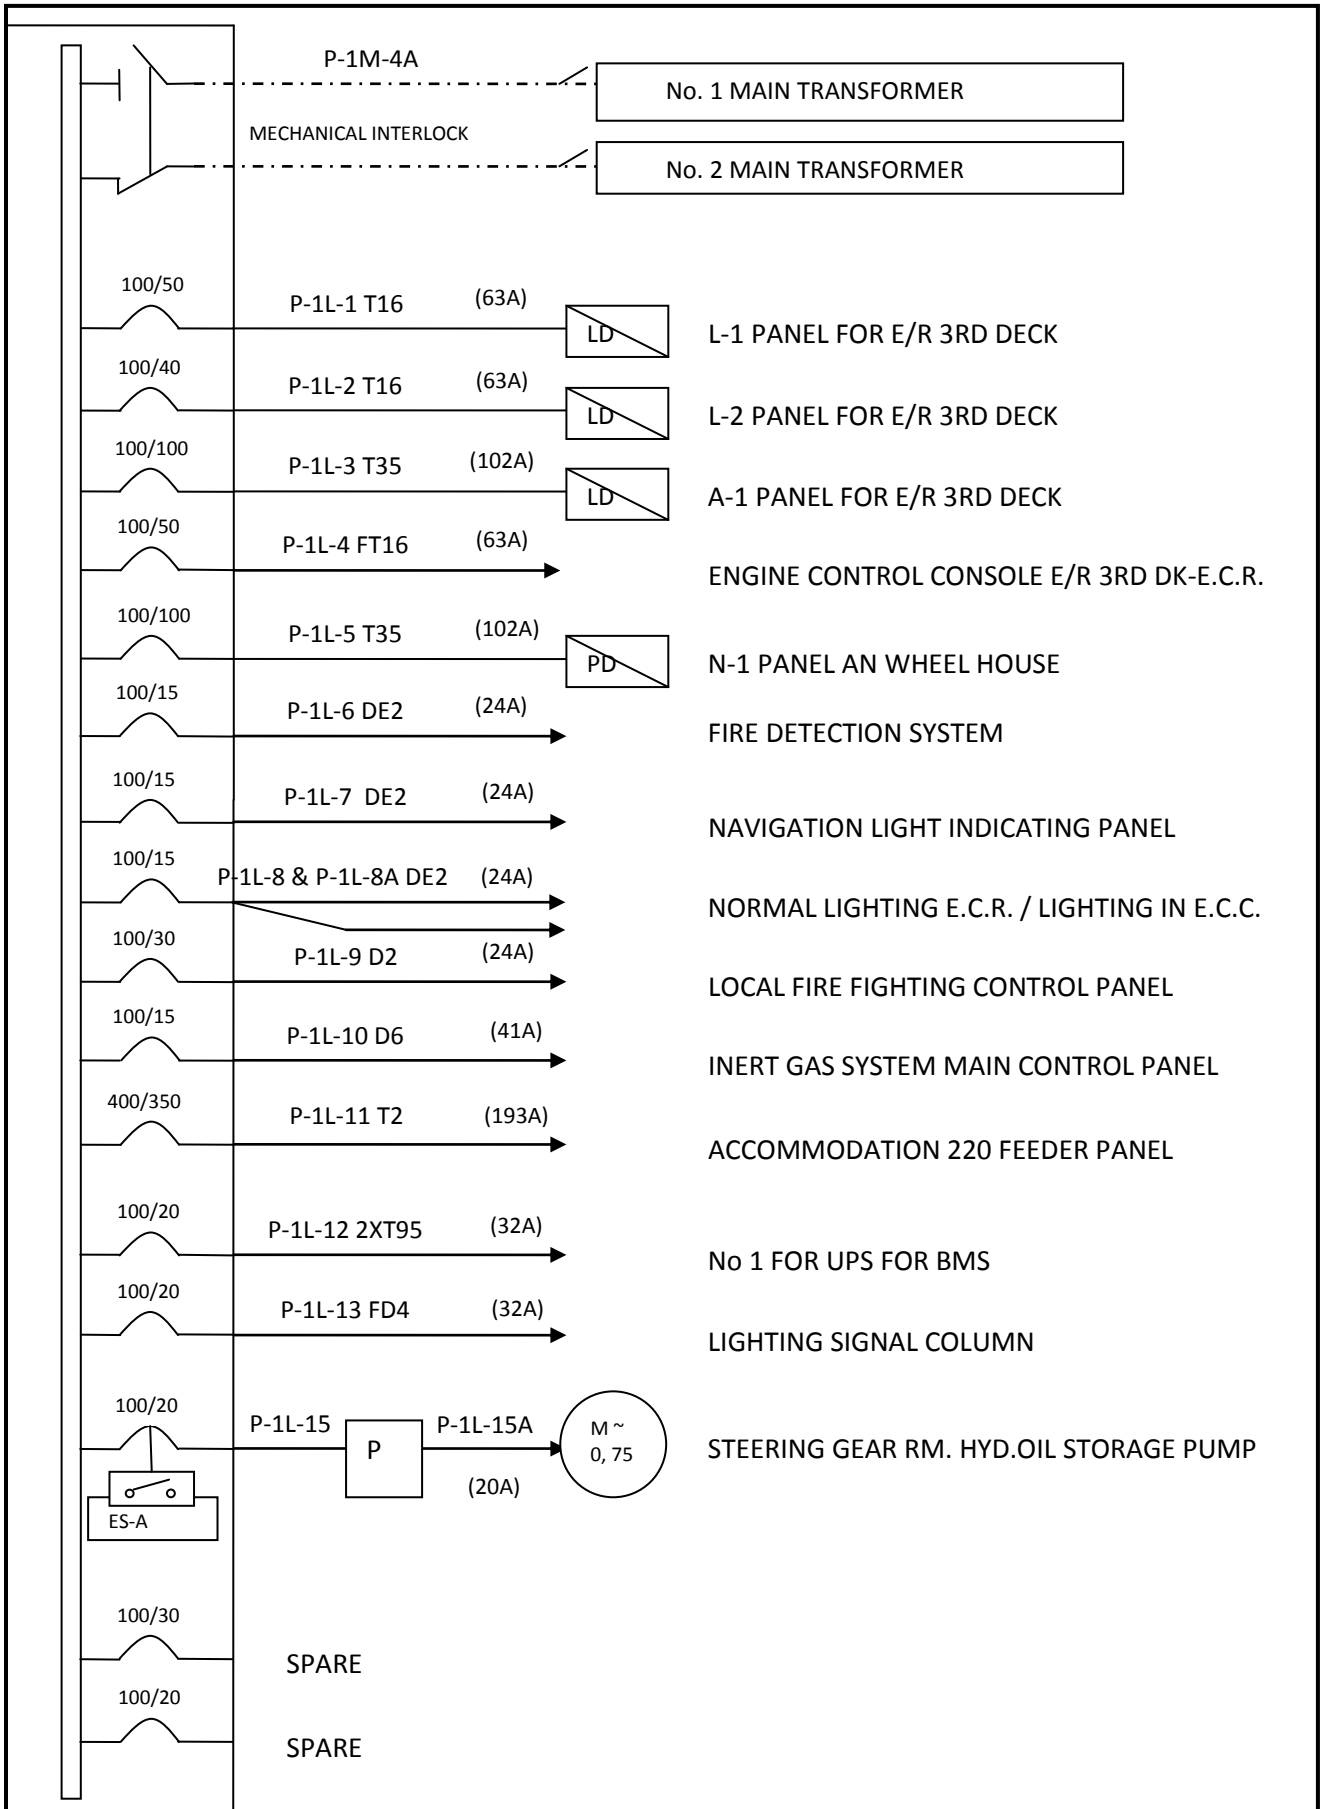 P-1M-4A
No. 1 MAIN TRANSFORMER
MECHANICAL INTERLOCK
No. 2 MAIN TRANSFORMER
100/50 P-1L-1 T16 (63A) LD L-1 PANEL FOR E/R 3RD DECK
100/40 P-1L-2 T16 (63A) LD L-2 PANEL FOR E/R 3RD DECK
100/100 P-1L-3 T35 (102A) LD A-1 PANEL FOR E/R 3RD DECK
100/50 P-1L-4 FT16 (63A) ENGINE CONTROL CONSOLE E/R 3RD DK-E.C.R.
100/100 P-1L-5 T35 (102A) PD N-1 PANEL AN WHEEL HOUSE
100/15 P-1L-6 DE2 (24A) FIRE DETECTION SYSTEM
100/15 P-1L-7 DE2 (24A) NAVIGATION LIGHT INDICATING PANEL
100/15 P-1L-8 & P-1L-8A DE2 (24A) NORMAL LIGHTING E.C.R. / LIGHTING IN E.C.C.
100/30 P-1L-9 D2 (24A) LOCAL FIRE FIGHTING CONTROL PANEL
100/15 P-1L-10 D6 (41A) INERT GAS SYSTEM MAIN CONTROL PANEL
400/350 P-1L-11 T2 (193A) ACCOMMODATION 220 FEEDER PANEL
100/20 P-1L-12 2XT95 (32A) No 1 FOR UPS FOR BMS
100/20 P-1L-13 FD4 (32A) LIGHTING SIGNAL COLUMN
100/20 P-1L-15 P P-1L-15A M ~ STEERING GEAR RM. HYD.OIL STORAGE PUMP
0, 75
(20A)
ES-A
100/30 SPARE
100/20 SPARE